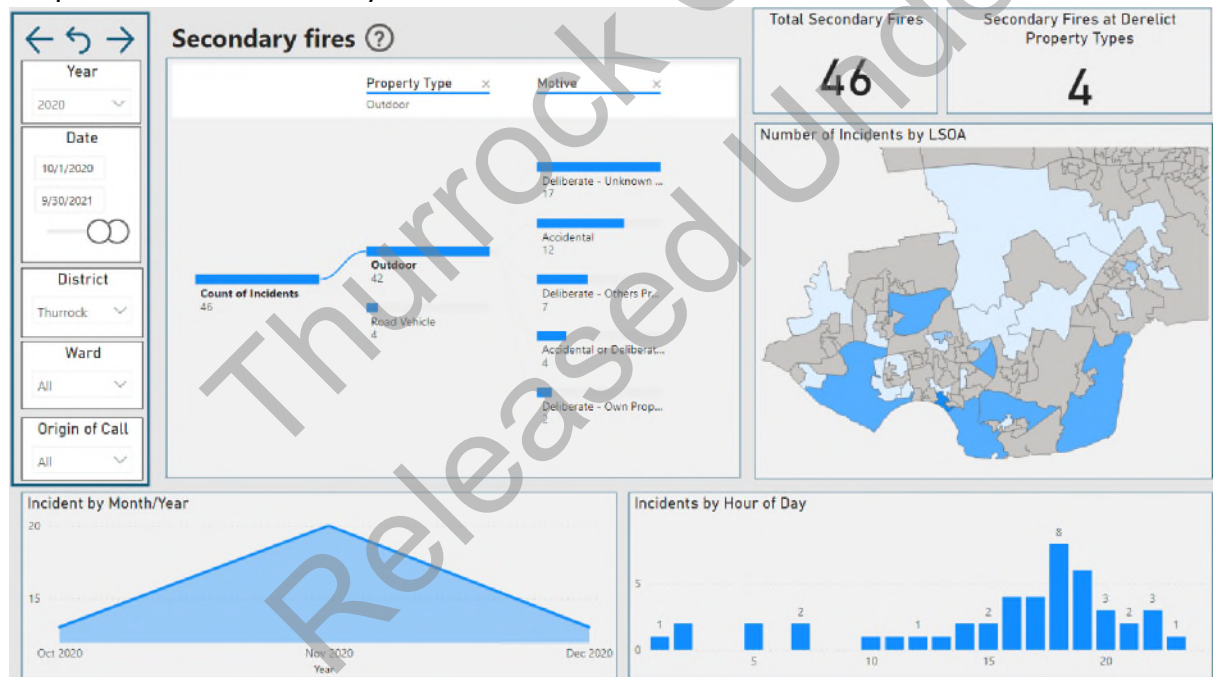 Secondary fires ?
Year
2020
Date
10/1/2020
9/30/2021
District
Thurrock
Ward
All
Origin of Call
All
Property Type ×
Outdoor
Motive ×
Count of Incidents
46
Outdoor
42
Road Vehicle
4
Deliberate - Unknown ...
17
Accidental
12
Deliberate - Others Pr...
7
Accidental or Deliberat...
4
Deliberate - Own Prop...
2
Total Secondary Fires
46
Secondary Fires at Derelict
Property Types
4
Number of Incidents by LSOA
Incident by Month/Year
20
15
Oct 2020
Nov 2020
Dec 2020
Year
Incidents by Hour of Day
5
0
1
2
1
2
8
3
2
3
1
5
10
15
20
Thurrock
Released Unde